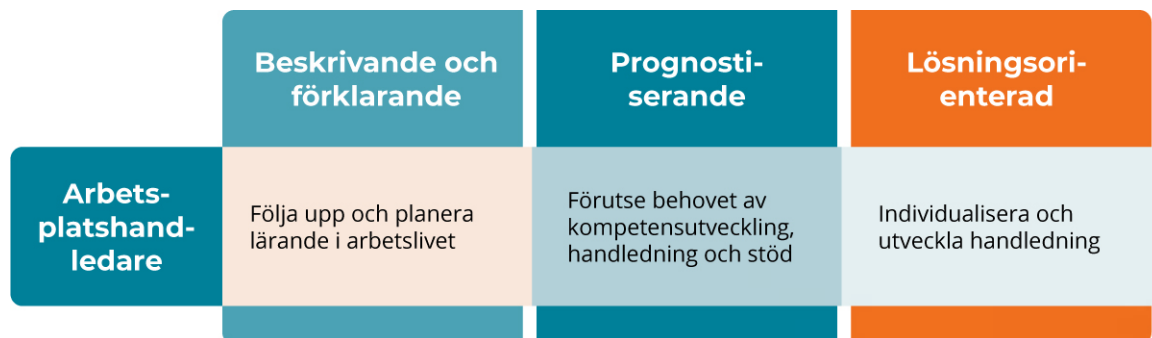 Beskrivande och
förklarande
Prognosti-
serande
Lösningsori-
enterad
Arbets-
platshand-
ledare
Följa upp och planera
lärande i arbetslivet
Förutse behovet av
kompetensutveckling,
handledning och stöd
Individualisera och
utveckla handledning